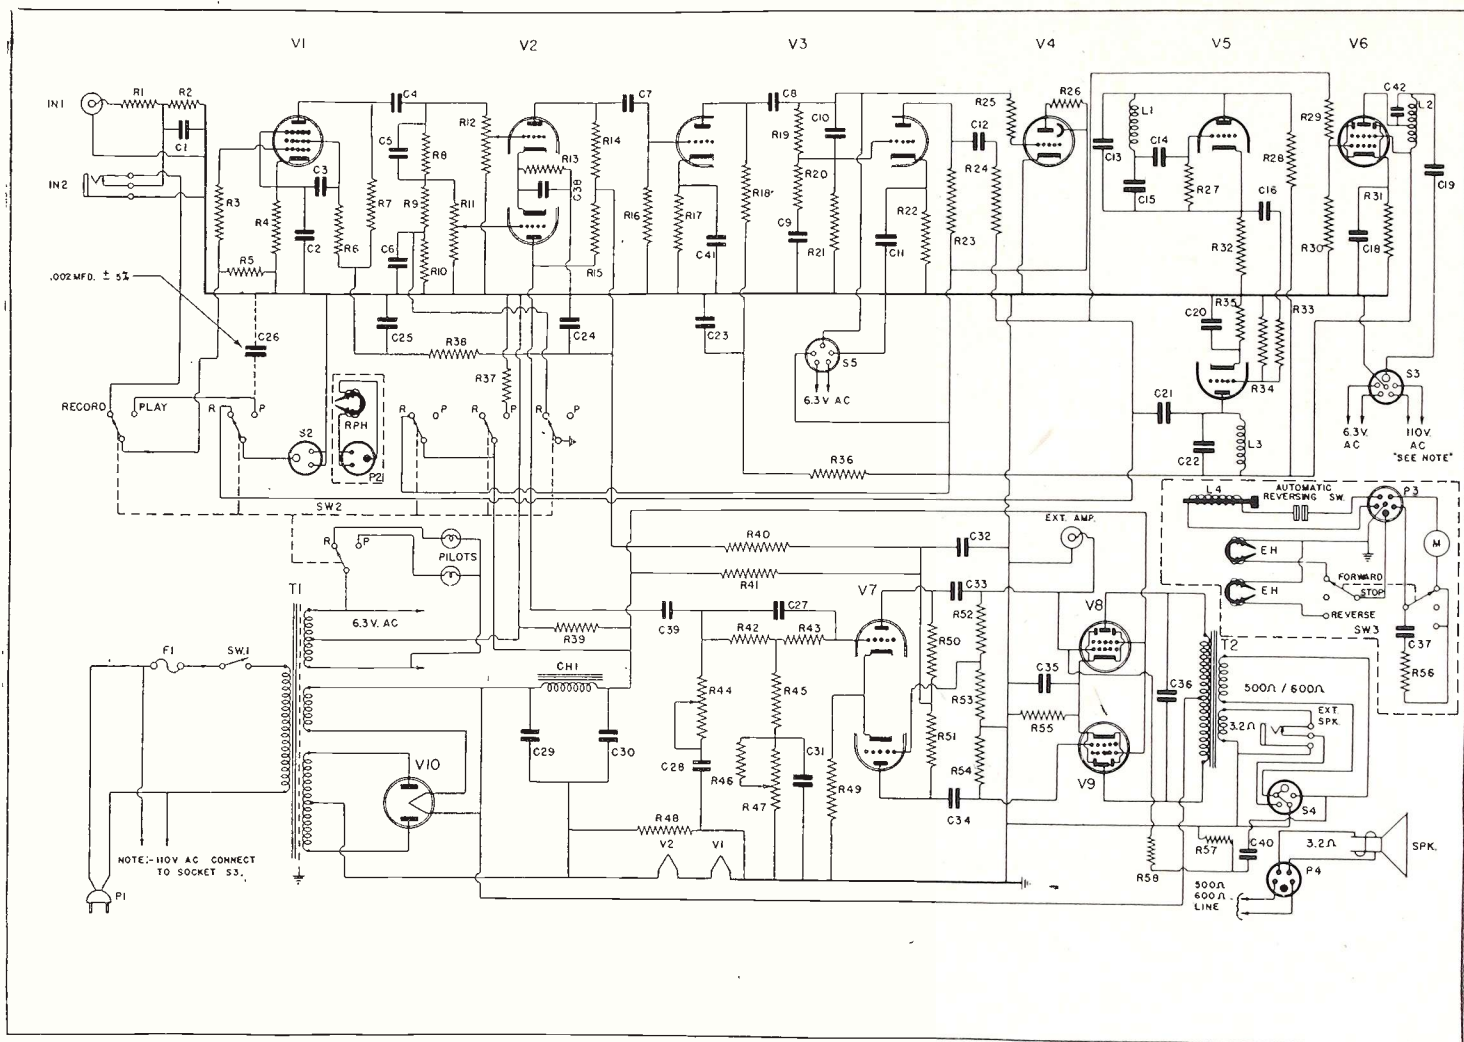 V1 V2 V3 V4 V5 V6
IN1 R1 R2 C1
IN2
C4 R12 C7 C8 C10 R25 R26 L1 C14 C42 L2
C5 R8 R13 R14 R19 C12 C13 R29 C19
C3 C38 R20 R24 C15 R27 R28 C16 R31
R3 R4 R7 R9 R11 R16 R17 R18 R22
C2 R6 C6 R10 R15 C41 C9 R21 C11 R23 R32 R30 C18
R5
.002 MFD. ± 5%
C26 C25 R38 C24 C23 S5 C20 R35 R33
R37 6.3V AC R34 S3
RECORD PLAY R P S2 RPH P2 R P R P R P
C21 C22 L3
6.3 V. AC
110V. AC "SEE NOTE"
R36
SW2
L4 AUTOMATIC REVERSING SW. P3
R P PILOTS
R40 C32 EXT. AMP.
EH M
R41
EH FORWARD
STOP
REVERSE
SW3 C37 R56
T1 6.3 V. AC
V7 C33 R52 V8
C39 C27
R39 R42 R43 R50
F1 SW.1
CH1
R44 R45 R53 C35 C36 T2
500Ω / 600Ω
EXT. SPK.
3.2Ω
R55
C29 C30 R51
V10 C28 R46 R47 C31 R49 R54 V9
S4
C34
R48
V2 V1
R58 R57 C40 3.2Ω SPK.
P4
NOTE:-110V AC CONNECT
TO SOCKET S3.
P1
500Ω
600Ω
LINE